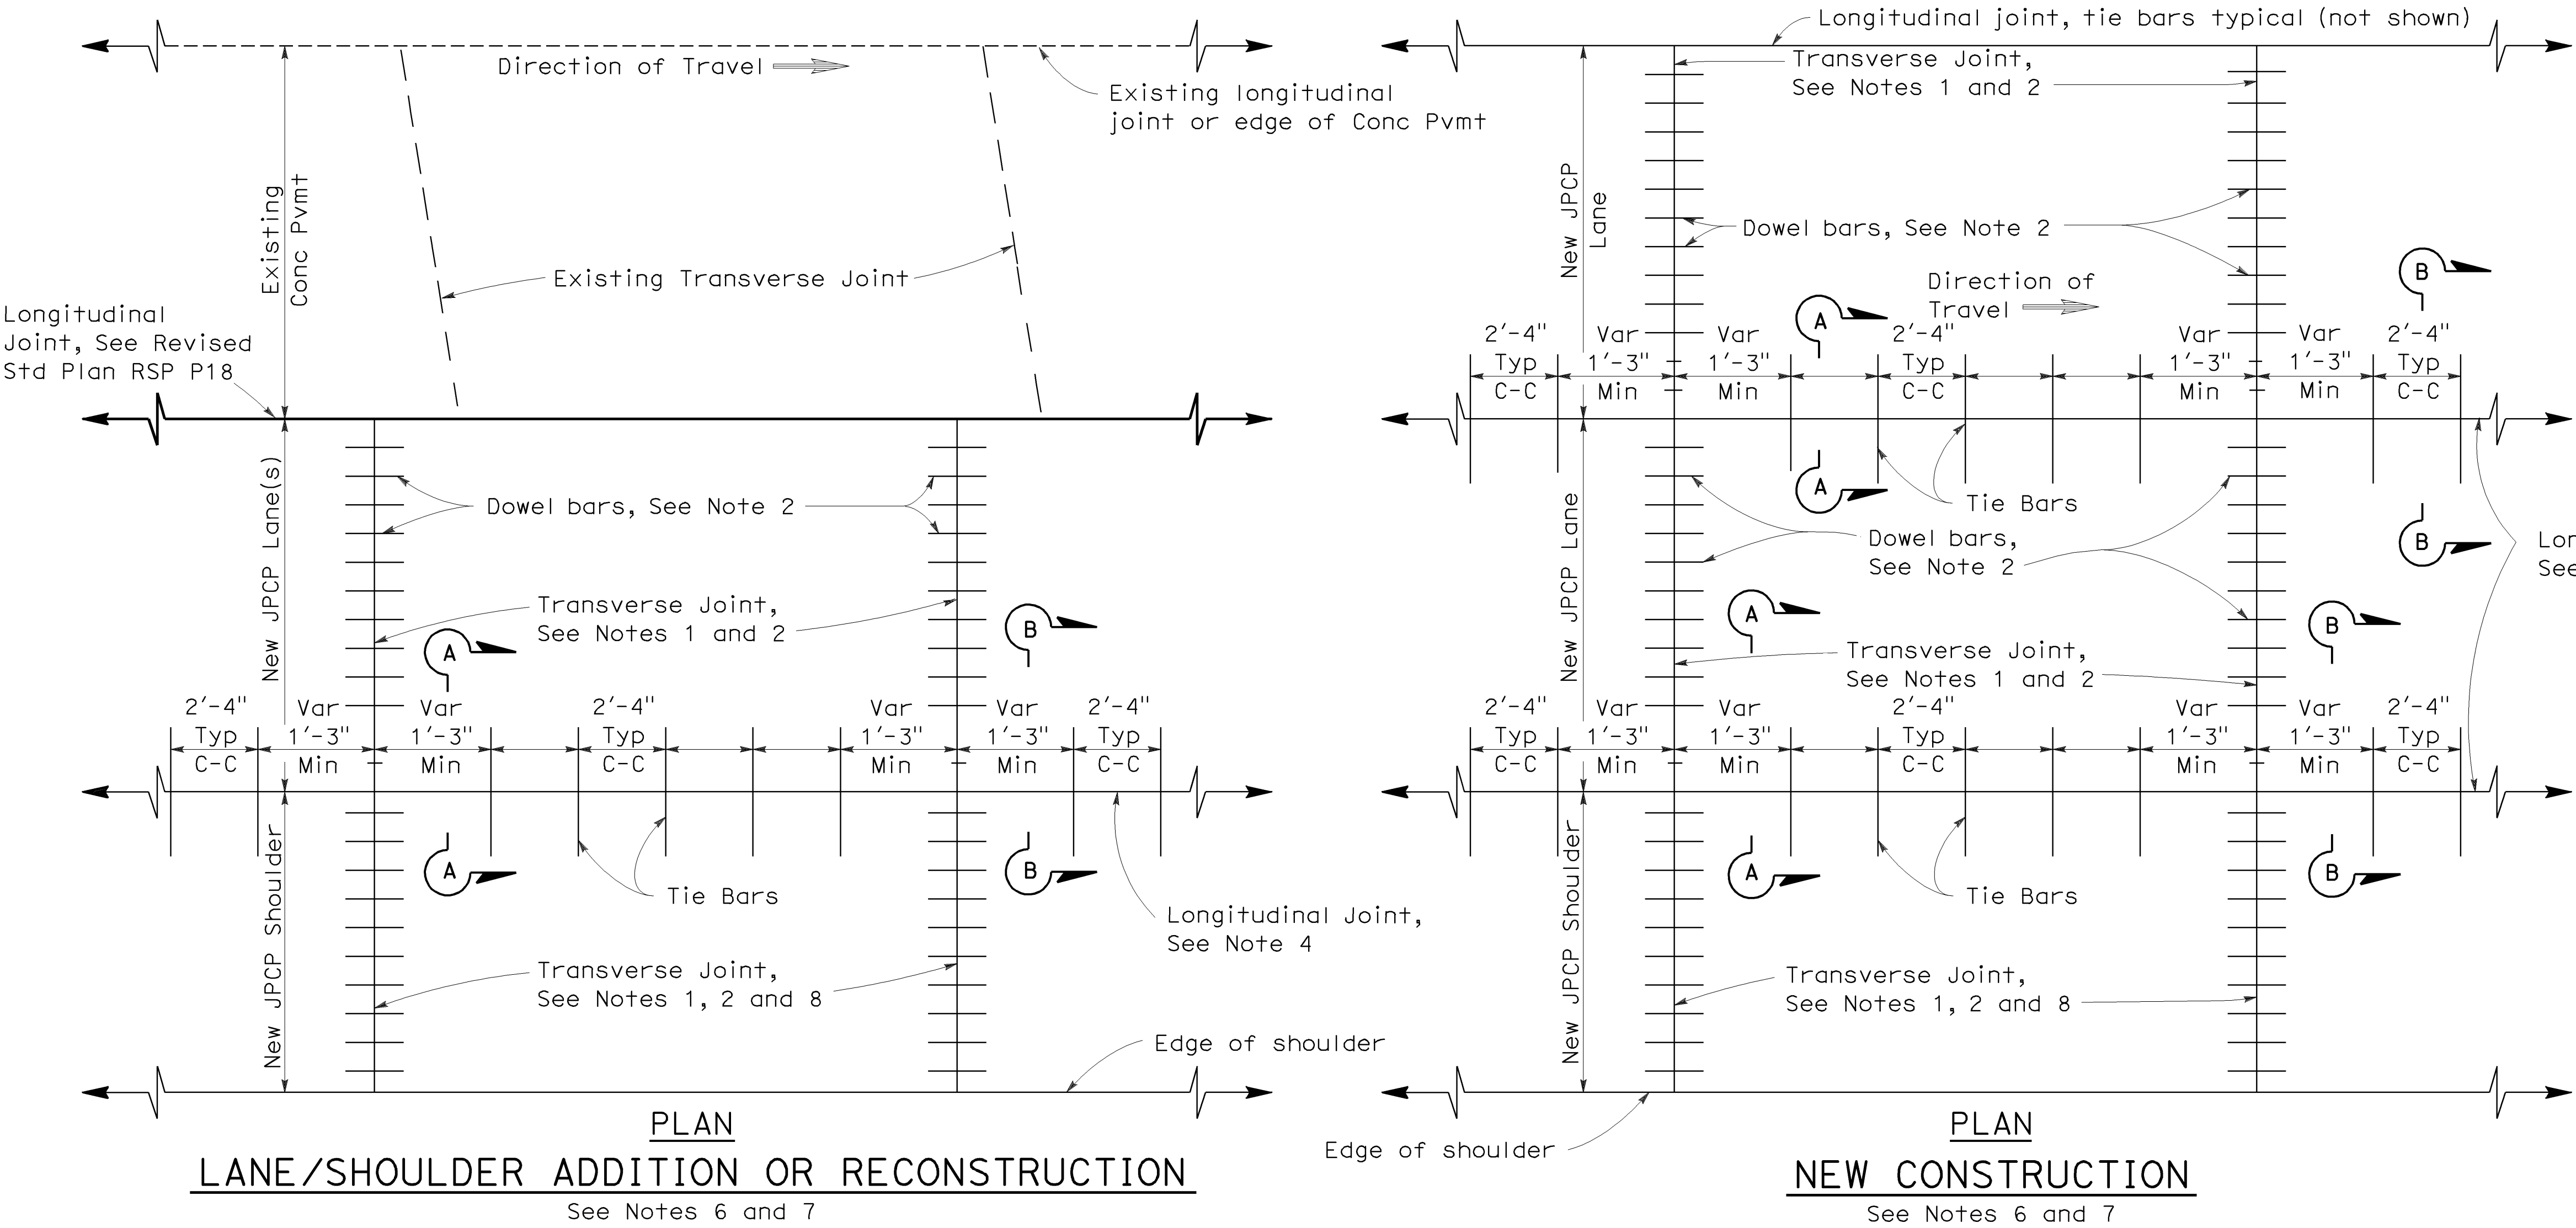 Direction of Travel
Existing longitudinal
joint or edge of Conc Pvmt
Existing
Conc Pvmt
Existing Transverse Joint
Longitudinal
Joint, See Revised
Std Plan RSP P18
New JPCP Lane(s)
Dowel bars, See Note 2
Transverse Joint,
See Notes 1 and 2
A
B
2'-4" Var Var 2'-4" Var Var 2'-4"
Typ 1'-3" 1'-3" Typ 1'-3" 1'-3" Typ
C-C Min Min C-C Min Min C-C
New JPCP Shoulder
A
B
Tie Bars
Longitudinal Joint,
See Note 4
Transverse Joint,
See Notes 1, 2 and 8
Edge of shoulder
PLAN
LANE/SHOULDER ADDITION OR RECONSTRUCTION
See Notes 6 and 7
Longitudinal joint, tie bars typical (not shown)
Transverse Joint,
See Notes 1 and 2
New JPCP
Lane
Dowel bars, See Note 2
Direction of
Travel
A
B
2'-4" Var Var 2'-4" Var Var 2'-4"
Typ 1'-3" 1'-3" Typ 1'-3" 1'-3" Typ
C-C Min Min C-C Min Min C-C
A
Tie Bars
New JPCP Lane
Dowel bars,
See Note 2
B
Lon
See
A
B
Transverse Joint,
See Notes 1 and 2
2'-4" Var Var 2'-4" Var Var 2'-4"
Typ 1'-3" 1'-3" Typ 1'-3" 1'-3" Typ
C-C Min Min C-C Min Min C-C
New JPCP Shoulder
A
B
Tie Bars
Transverse Joint,
See Notes 1, 2 and 8
Edge of shoulder
PLAN
NEW CONSTRUCTION
See Notes 6 and 7